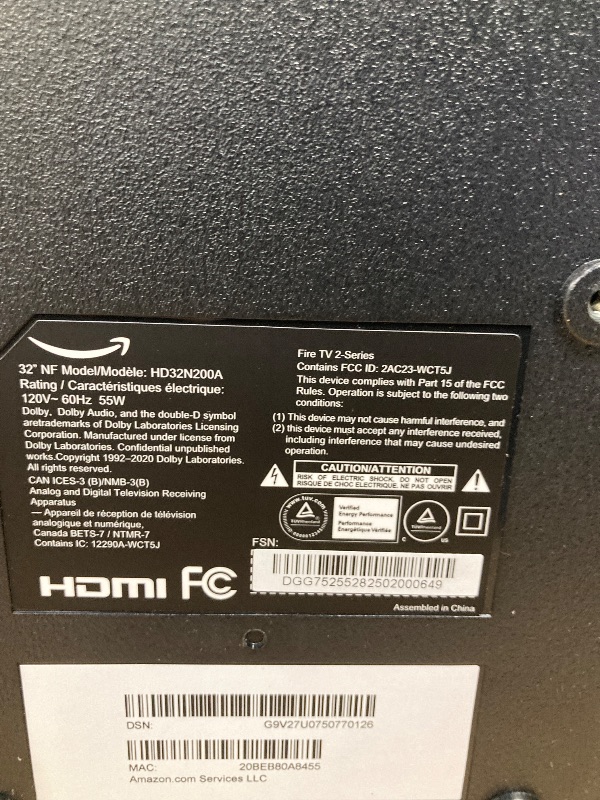 32" NF Model/Modèle: HD32N200A
Rating / Caractéristiques électrique:
120V~ 60Hz 55W
Dolby, Dolby Audio, and the double-D symbol
aretrademarks of Dolby Laboratories Licensing
Corporation. Manufactured under license from
Dolby Laboratories. Confidential unpublished
works.Copyright 1992-2020 Dolby Laboratories.
All rights reserved.
CAN ICES-3 (B)/NMB-3(B)
Analog and Digital Television Receiving
Apparatus
— Appareil de réception de télévision
analogique et numérique,
Canada BETS-7 / NTMR-7
Contains IC: 12290A-WCT5J
HDMI FC
Fire TV 2-Series
Contains FCC ID: 2AC23-WCT5J
This device complies with Part 15 of the FCC
Rules. Operation is subject to the following two
conditions:
(1) This device may not cause harmful interference, and
(2) this device must accept any interference received,
including interference that may cause undesired
operation.
CAUTION/ATTENTION
RISK OF ELECTRIC SHOCK, DO NOT OPEN
RISQUE DE CHOC ELECTRIQUE, NE PAS OUVRIR
www.tuv.com
TÜVRheinland
Verified
Energy Performance
Performance
Énergétique Vérifiée
TÜVRheinland
C US
FSN:
DGG75255282502000649
Assembled in China
DSN: G9V27U0750770126
MAC: 20BEB80A8455
Amazon.com Services LLC